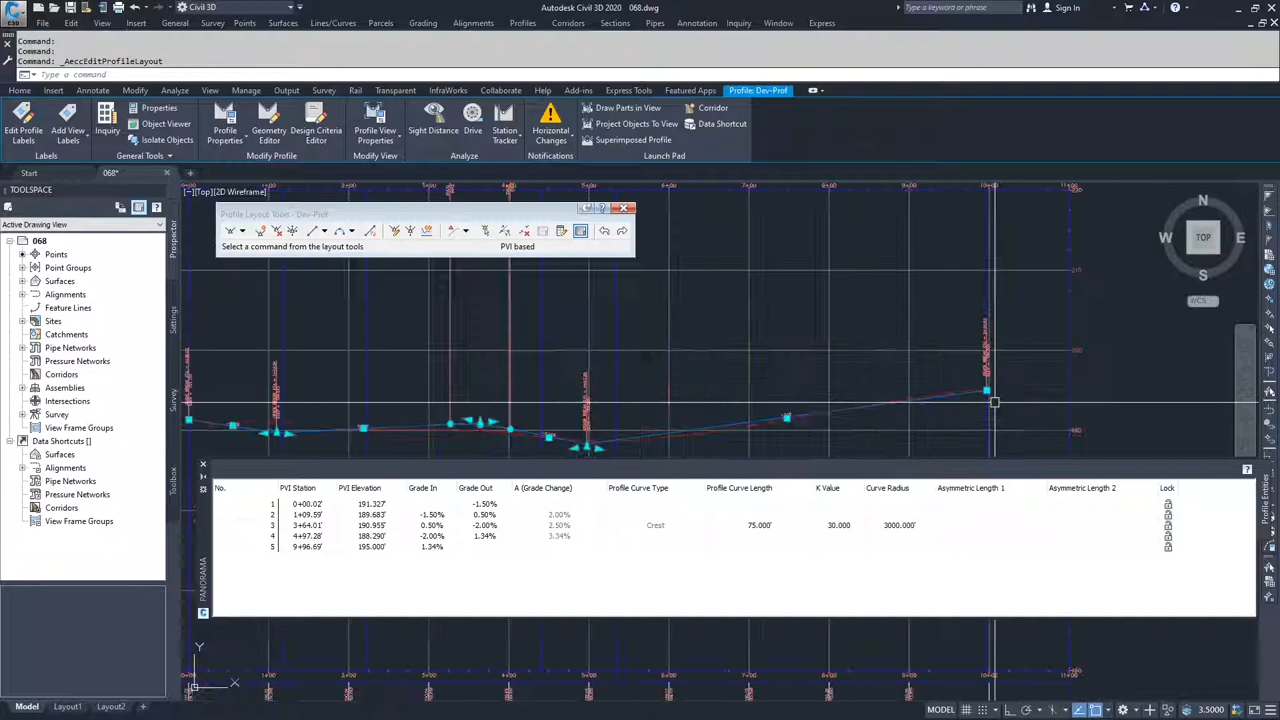 Civil 3D
Autodesk Civil 3D 2020 068.dwg
Type a keyword or phrase
Sign In
File Edit View Insert General Survey Points Surfaces Lines/Curves Parcels Grading Alignments Profiles Corridors Sections Pipes Annotation Inquiry Window Express
Command:
Command:
Command: _AeccEditProfileLayout
Type a command
Home Insert Annotate Modify Analyze View Manage Output Survey Rail Transparent InfraWorks Collaborate Help Add-ins Express Tools Featured Apps Profile: Dev-Prof
Edit Profile Labels
Add View Labels
Inquiry
Properties
Object Viewer
Isolate Objects
Profile Properties
Geometry Editor
Design Criteria Editor
Profile View Properties
Sight Distance
Drive
Station Tracker
Horizontal Changes
Drive Parts in View
Project Objects To View
Superimposed Profile
Corridor
Data Shortcut
Labels General Tools Modify Profile Modify View Analyze Notifications Launch Pad
Start 068*
TOOLSPACE
[−][Top][2D Wireframe]
Active Drawing View
068
Points
Point Groups
Surfaces
Alignments
Feature Lines
Sites
Catchments
Pipe Networks
Pressure Networks
Corridors
Assemblies
Intersections
Survey
View Frame Groups
Data Shortcuts []
Surfaces
Alignments
Pipe Networks
Pressure Networks
Corridors
View Frame Groups
Prospector
Settings
Survey
Toolbox
Profile Layout Tools - Dev-Prof
Select a command from the layout tools PVI based
N
W TOP E
S
WCS
No. PVI Station PVI Elevation Grade In Grade Out A (Grade Change) Profile Curve Type Profile Curve Length K Value Curve Radius Asymmetric Length 1 Asymmetric Length 2 Lock
1 0+00.02' 191.327' -1.50%
2 1+09.59' 189.683' -1.50% 0.50% 2.00%
3 3+64.01' 190.955' 0.50% -2.00% 2.50% Crest 75.000' 30.000 3000.000'
4 4+97.28' 188.290' -2.00% 1.34% 3.34%
5 9+96.69' 195.000' 1.34%
PANORAMA
Profile Entities
Y
X
Model Layout1 Layout2
MODEL
3.5000